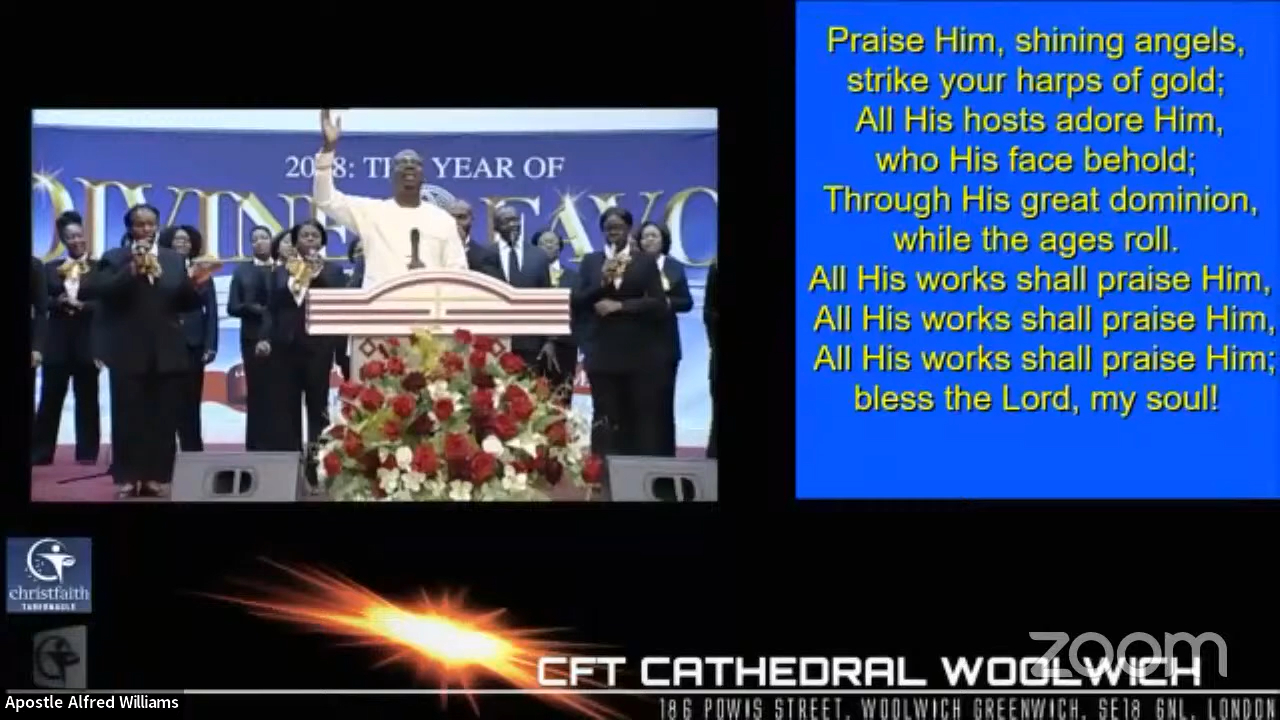 Praise Him, shining angels,
strike your harps of gold;
All His hosts adore Him,
who His face behold;
Through His great dominion,
while the ages roll.
All His works shall praise Him,
All His works shall praise Him,
All His works shall praise Him;
bless the Lord, my soul!
YEAR OF
christfaith
TABERNACLE
zoom
CFT CATHEDRAL WOOLWICH
Apostle Alfred Williams
186 POWIS STREET, WOOLWICH GREENWICH, SE18 6NL, LONDON